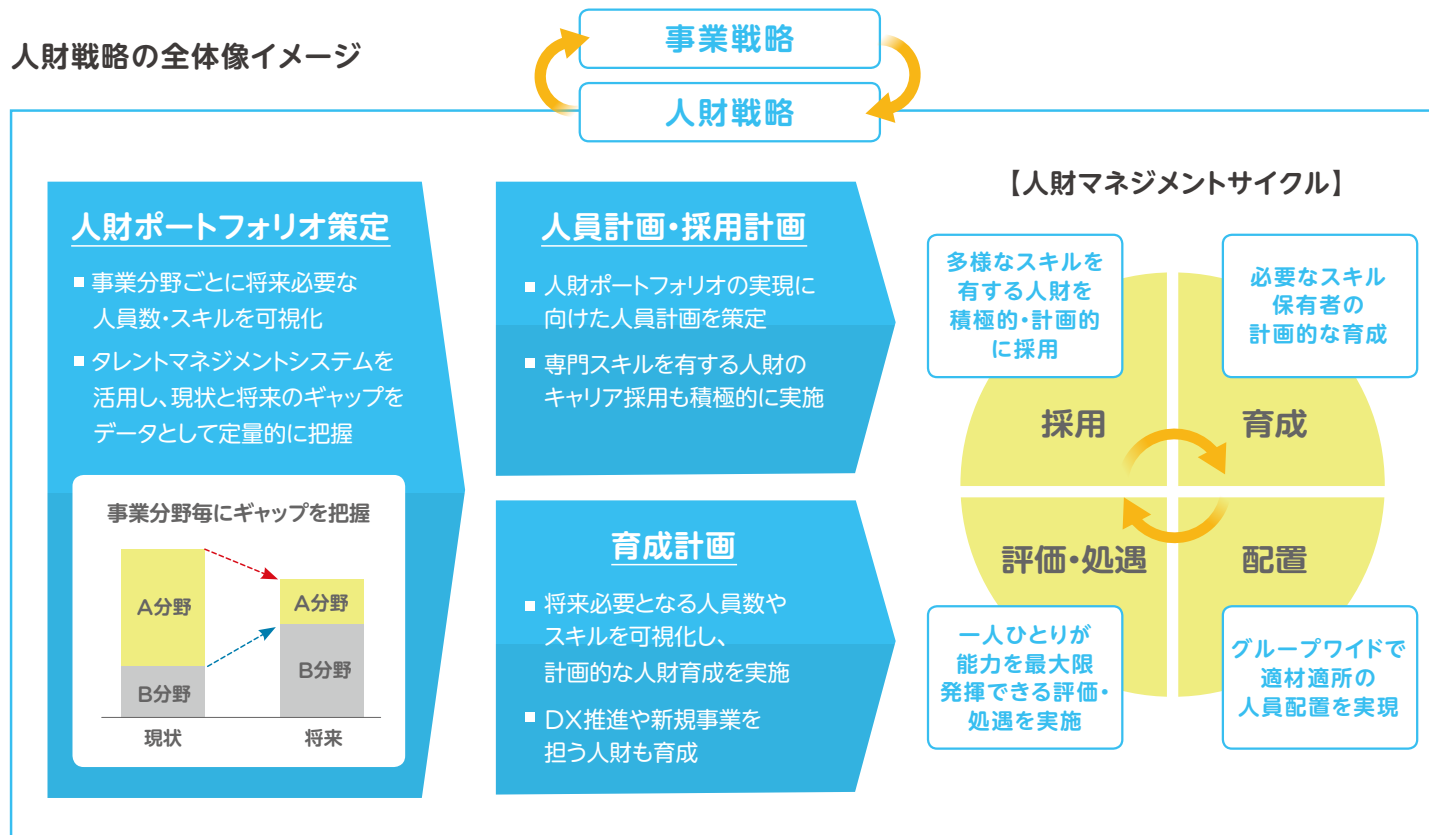 人財戦略の全体像イメージ
事業戦略
人財戦略
人財ポートフォリオ策定
■ 事業分野ごとに将来必要な
人員数・スキルを可視化
■ タレントマネジメントシステムを
活用し、現状と将来のギャップを
データとして定量的に把握
事業分野毎にギャップを把握
A分野
B分野
現状
A分野
B分野
将来
人員計画・採用計画
■ 人財ポートフォリオの実現に
向けた人員計画を策定
■ 専門スキルを有する人財の
キャリア採用も積極的に実施
育成計画
■ 将来必要となる人員数や
スキルを可視化し、
計画的な人財育成を実施
■ DX推進や新規事業を
担う人財も育成
【人財マネジメントサイクル】
多様なスキルを
有する人財を
積極的・計画的
に採用
採用
必要なスキル
保有者の
計画的な育成
育成
評価・処遇
一人ひとりが
能力を最大限
発揮できる評価・
処遇を実施
配置
グループワイドで
適材適所の
人員配置を実現